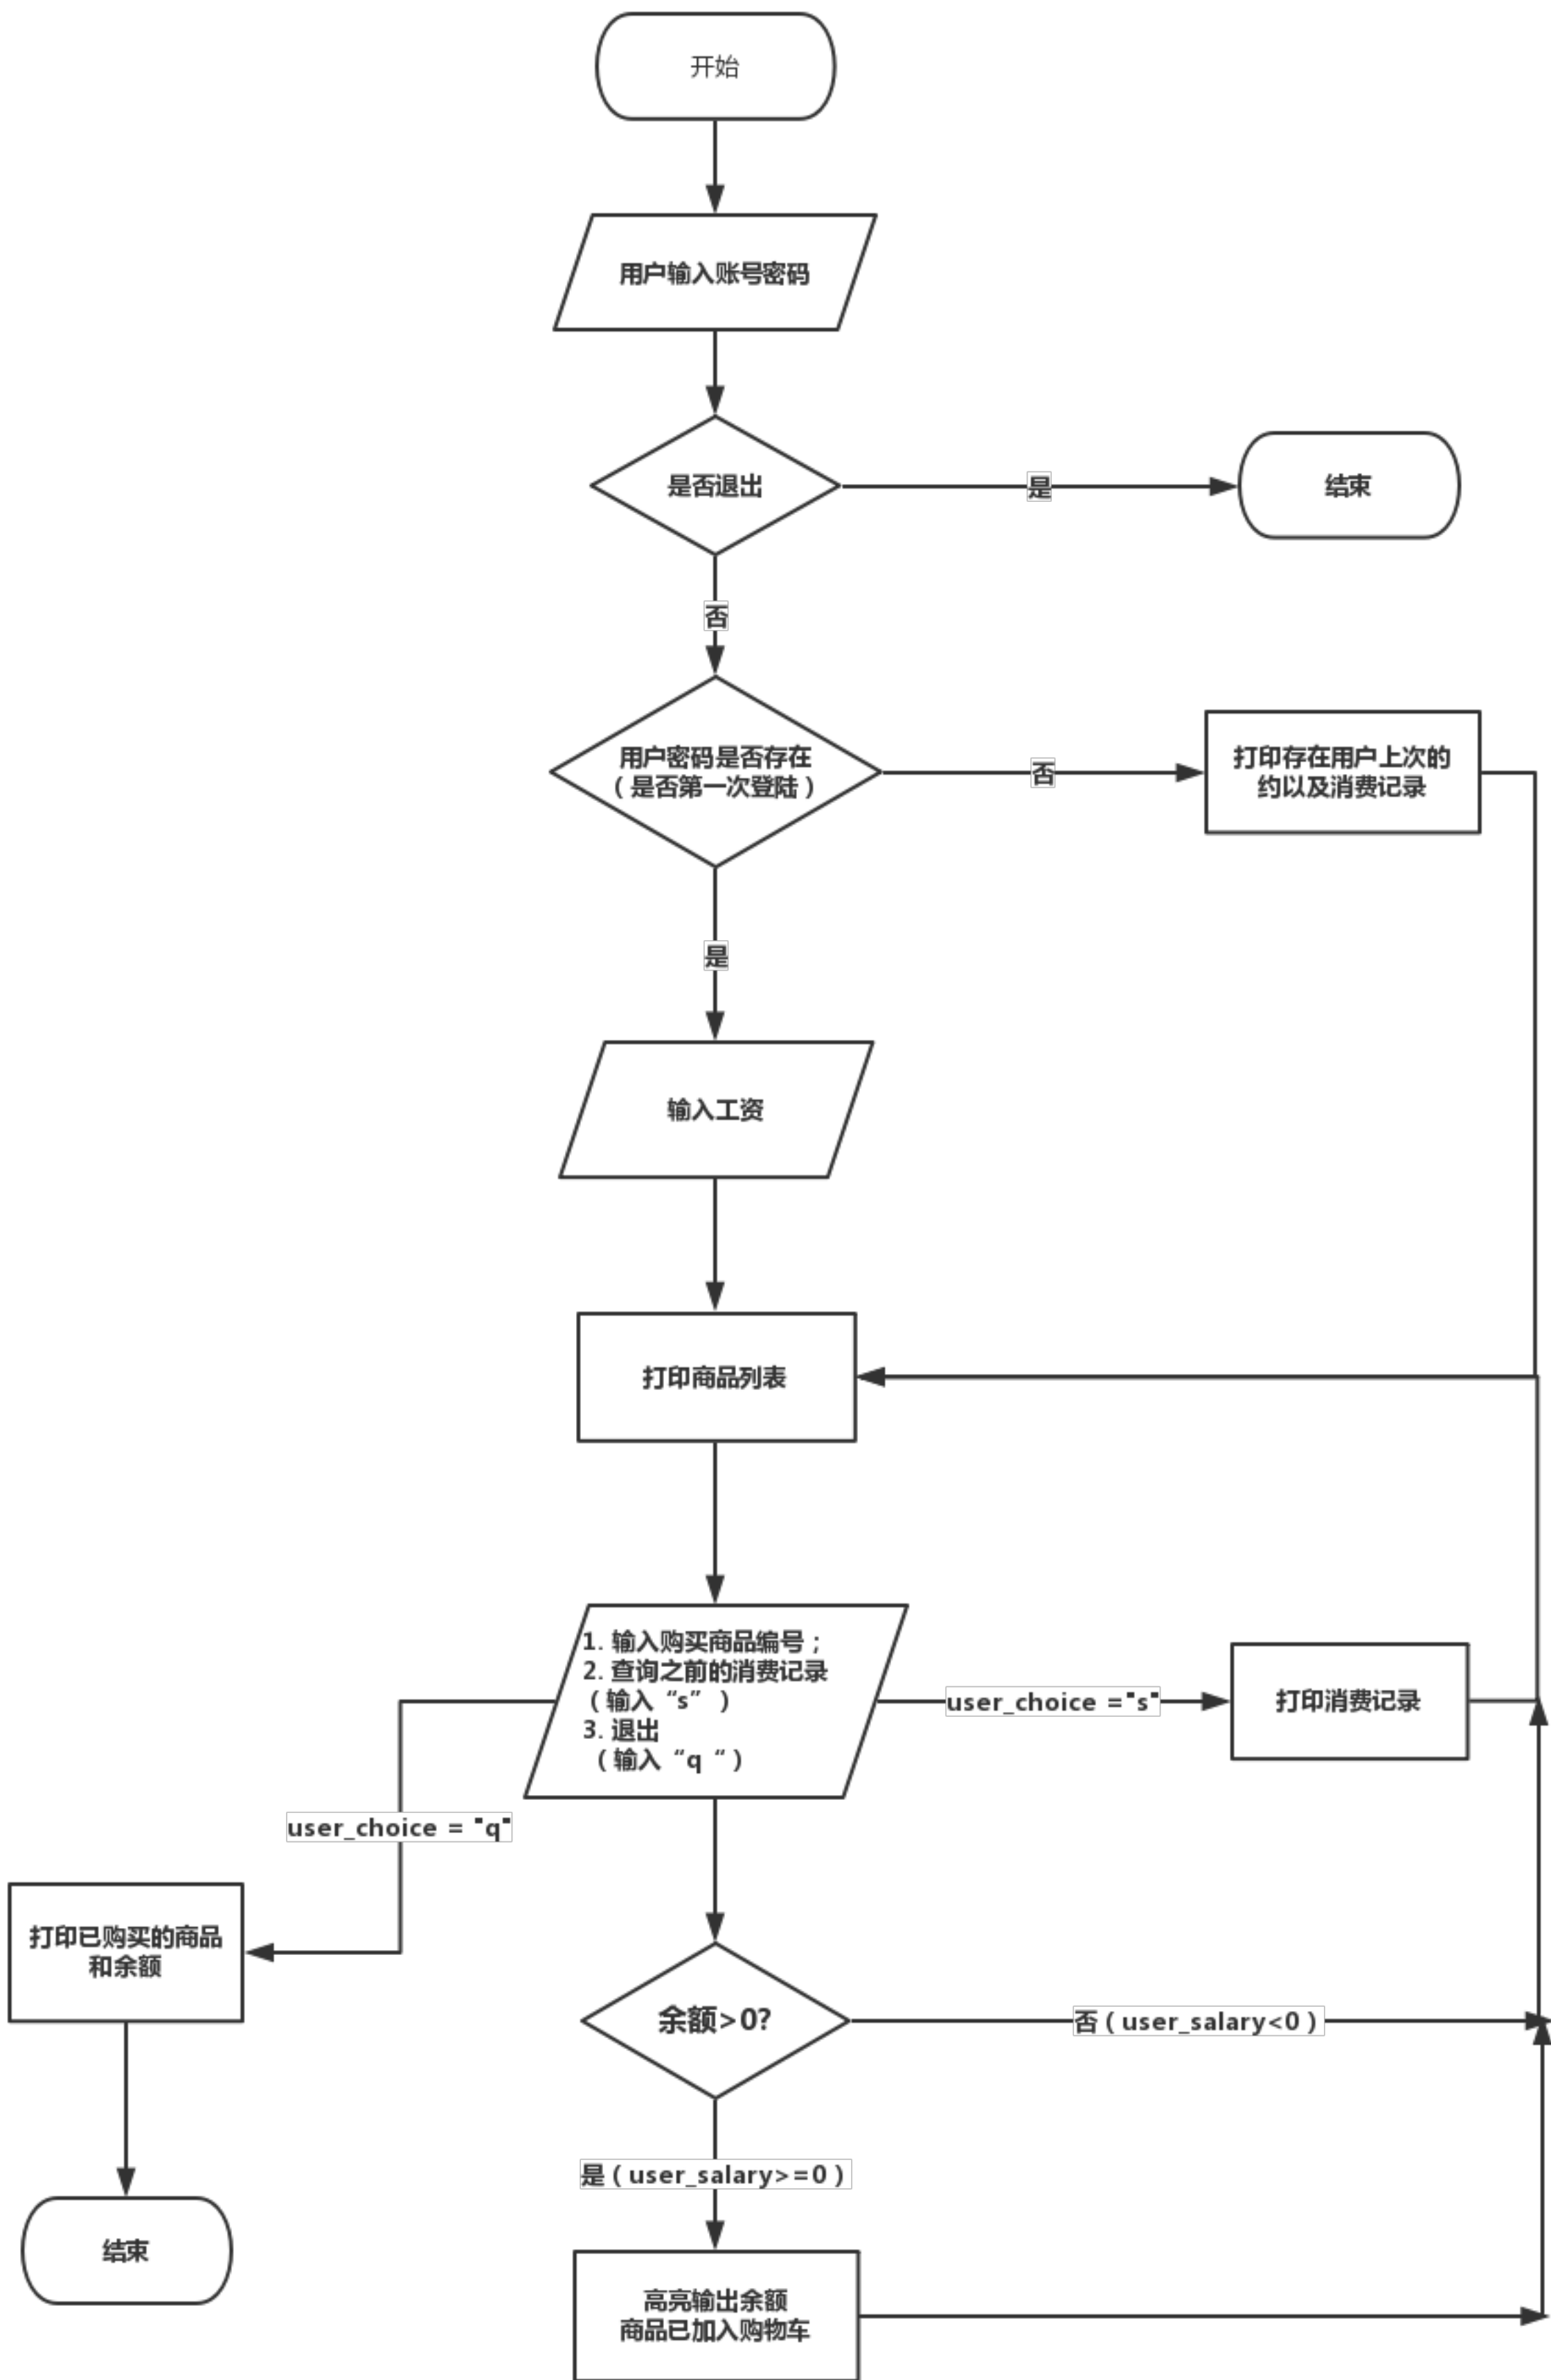 开始
用户输入账号密码
是否退出
是
结束
否
用户密码是否存在
（是否第一次登陆）
否
打印存在用户上次的
约以及消费记录
是
输入工资
打印商品列表
1. 输入购买商品编号；
2. 查询之前的消费记录
（输入“s”）
3. 退出
（输入“q“）
user_choice ="s"
打印消费记录
user_choice = "q"
打印已购买的商品
和余额
余额>0?
否（user_salary<0）
是（user_salary>=0）
结束
高亮输出余额
商品已加入购物车